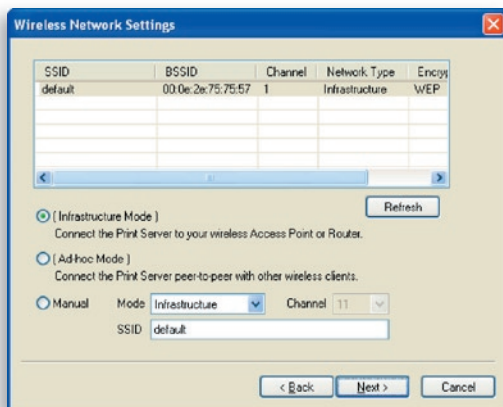 Wireless Network Settings
SSID BSSID Channel Network Type Encryp
default 00:0e:2e:75:75:57 1 Infrastructure WEP
Refresh
( Infrastructure Mode )
Connect the Print Server to your wireless Access Point or Router.
( Ad-hoc Mode )
Connect the Print Server peer-to-peer with other wireless clients.
Manual Mode Infrastructure Channel 11
SSID default
< Back Next > Cancel